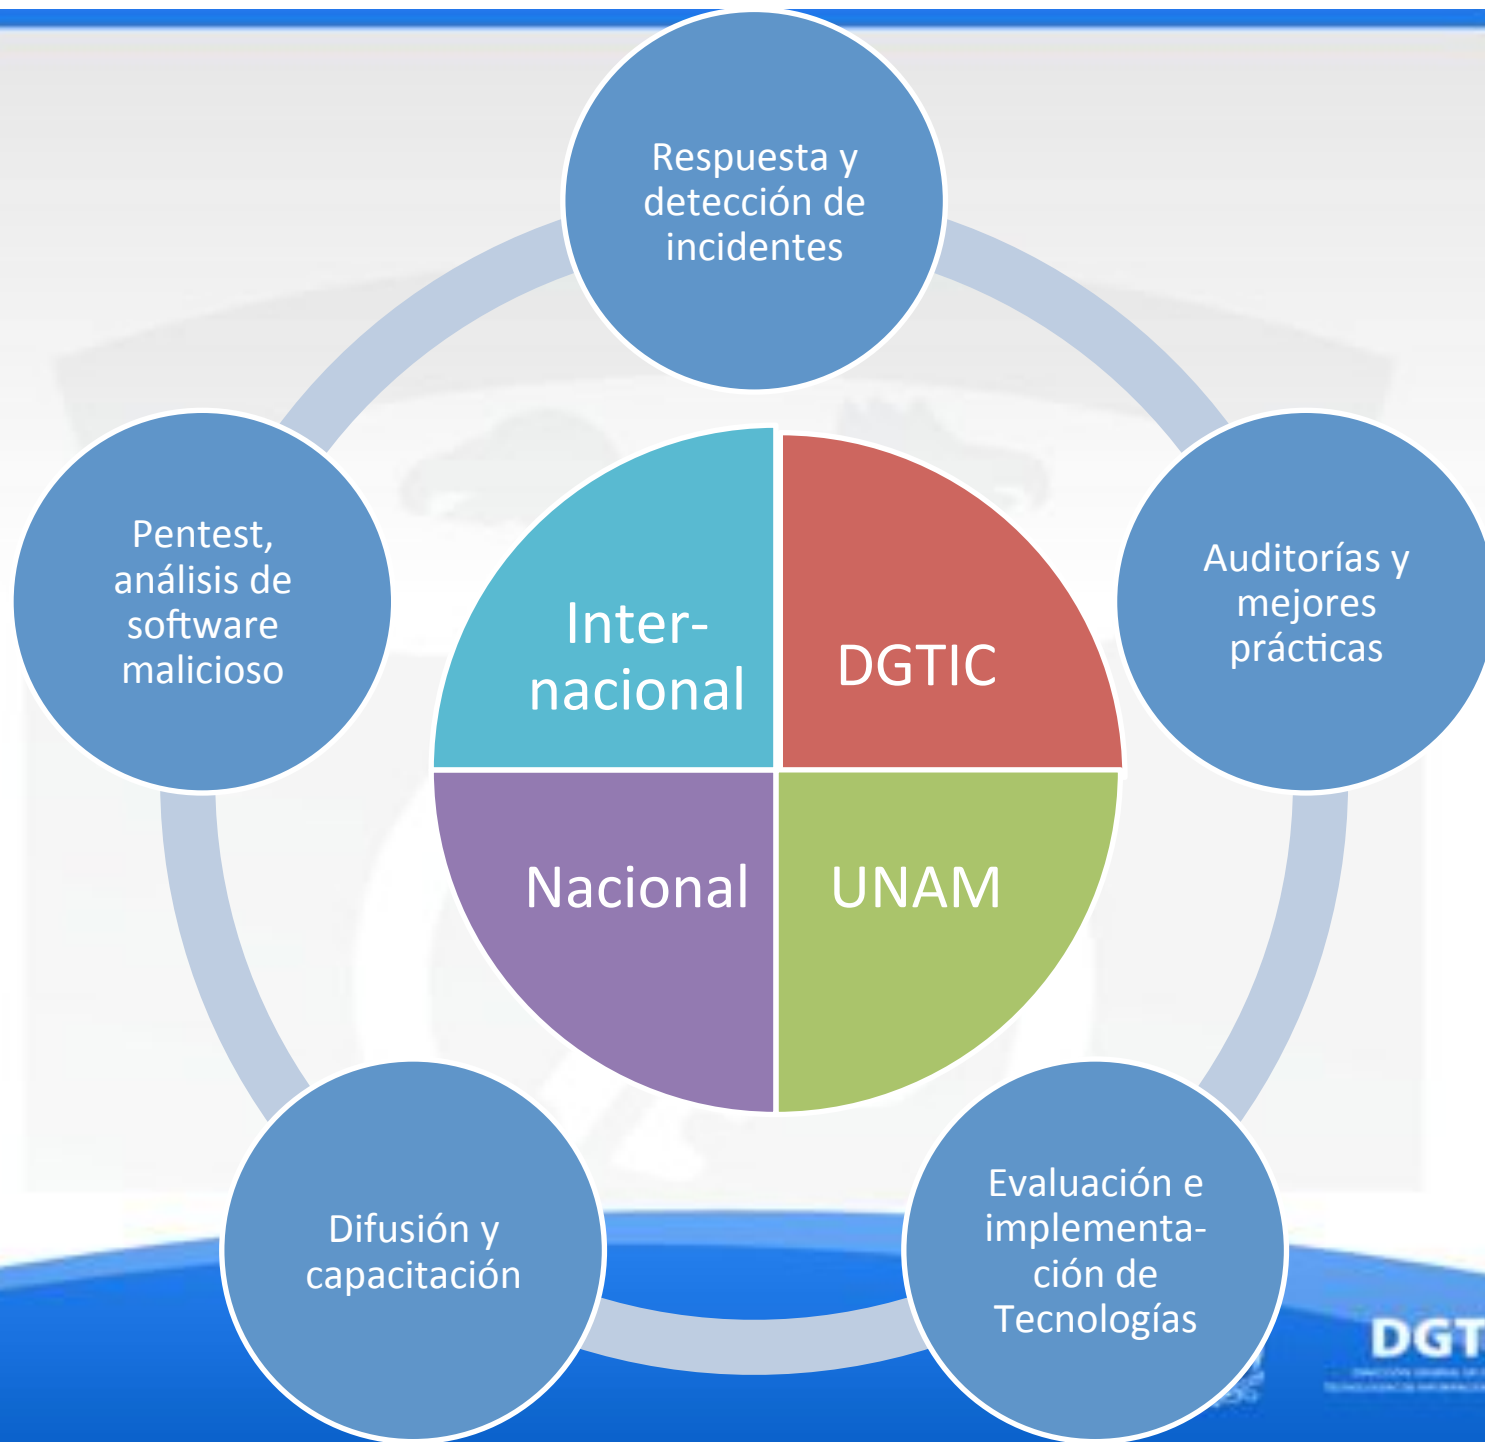 Respuesta y
detección de
incidentes
Pentest,
análisis de
software
malicioso
Auditorías y
mejores
prácticas
Inter-
nacional
DGTIC
Nacional
UNAM
Difusión y
capacitación
Evaluación e
implementa-
ción de
Tecnologías
DGT